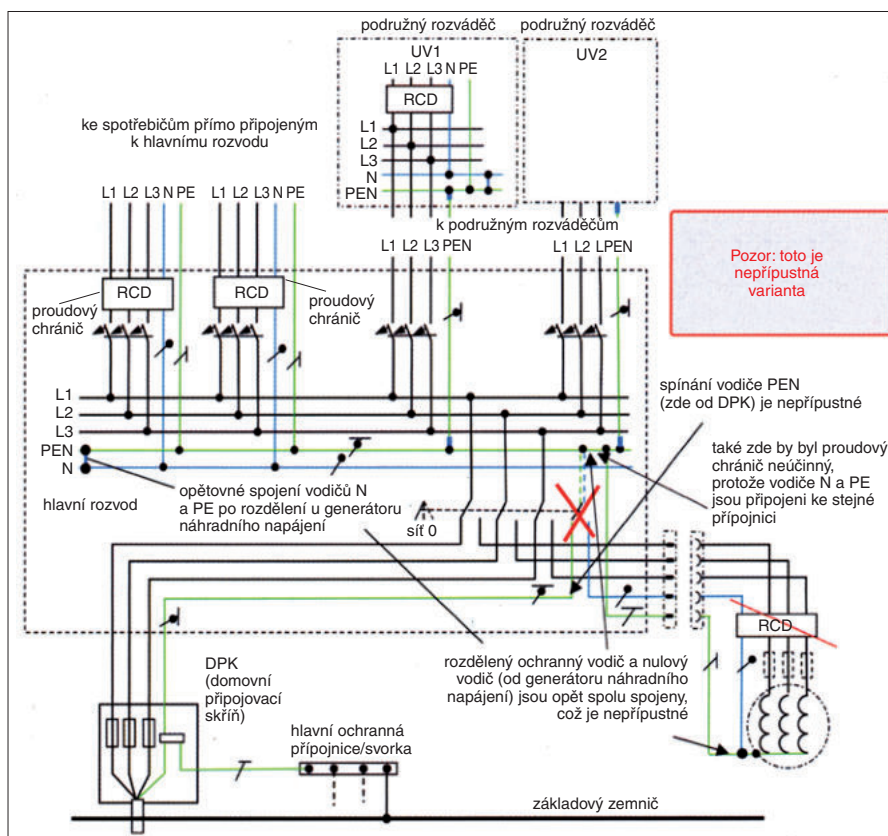 podružný rozváděč
podružný rozváděč
UV1
UV2
L1 L2 L3 N PE
RCD
L1
L2
L3
N
PEN
ke spotřebičům přímo připojeným
k hlavnímu rozvodu
L1 L2 L3 N PE
L1 L2 L3 N PE
k podružným rozváděčům
L1 L2 L3 PEN
L1 L2 LPEN
Pozor: toto je
nepřípustná
varianta
RCD
RCD
proudový
chránič
proudový
chránič
L1
L2
L3
PEN
N
spínání vodiče PEN
(zde od DPK) je nepřípustné
také zde by byl proudový
chránič neúčinný,
protože vodiče N a PE
jsou připojeni ke stejné
přípojnici
hlavní rozvod
opětovné spojení vodičů N
a PE po rozdělení u generátoru
náhradního napájení
síť 0
RCD
DPK
(domovní
připojovací
skříň)
rozdělený ochranný vodič a nulový
vodič (od generátoru náhradního
napájení) jsou opět spolu spojeny,
což je nepřípustné
hlavní ochranná
přípojnice/svorka
základový zemnič